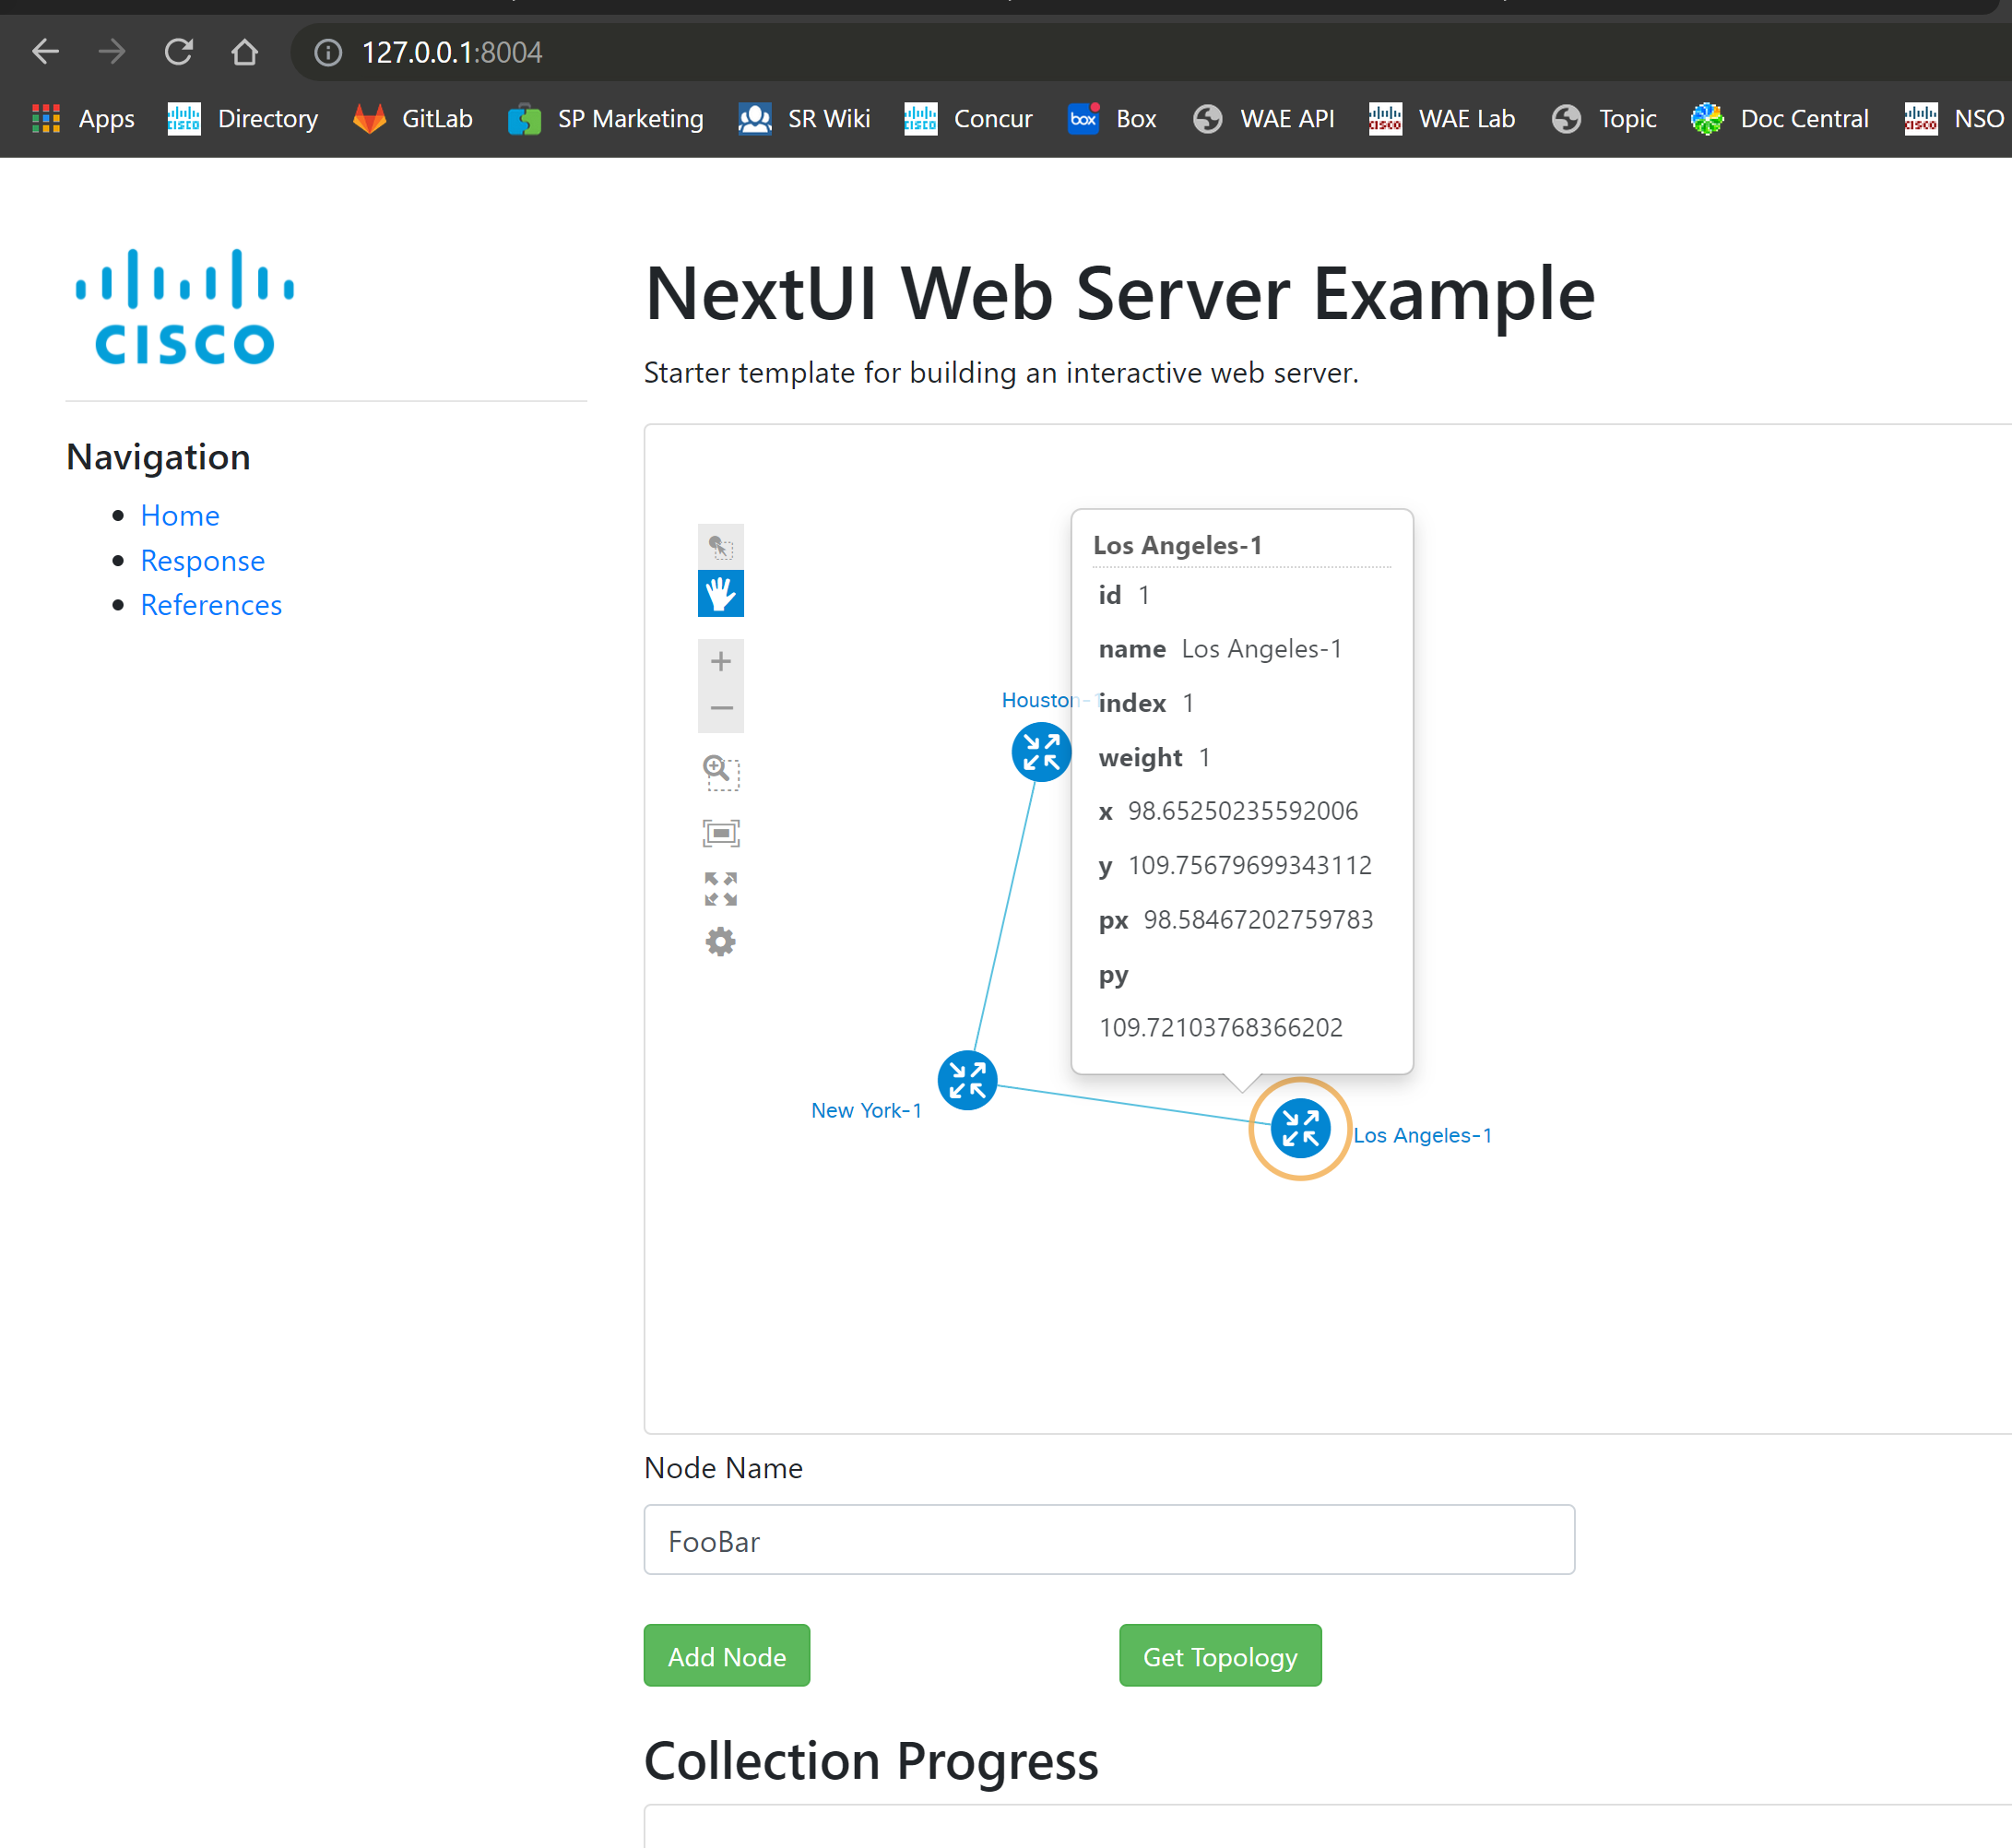 127.0.0.1:8004
Apps Directory GitLab SP Marketing SR Wiki Concur box Box WAE API WAE Lab Topic Doc Central NSO
CISCO
NextUI Web Server Example
Starter template for building an interactive web server.
Navigation
Home
Response
References
Los Angeles-1
id 1
name Los Angeles-1
Houston-1
index 1
weight 1
x 98.65250235592006
y 109.75679699343112
px 98.58467202759783
py
109.72103768366202
New York-1
Los Angeles-1
Node Name
FooBar
Add Node Get Topology
Collection Progress